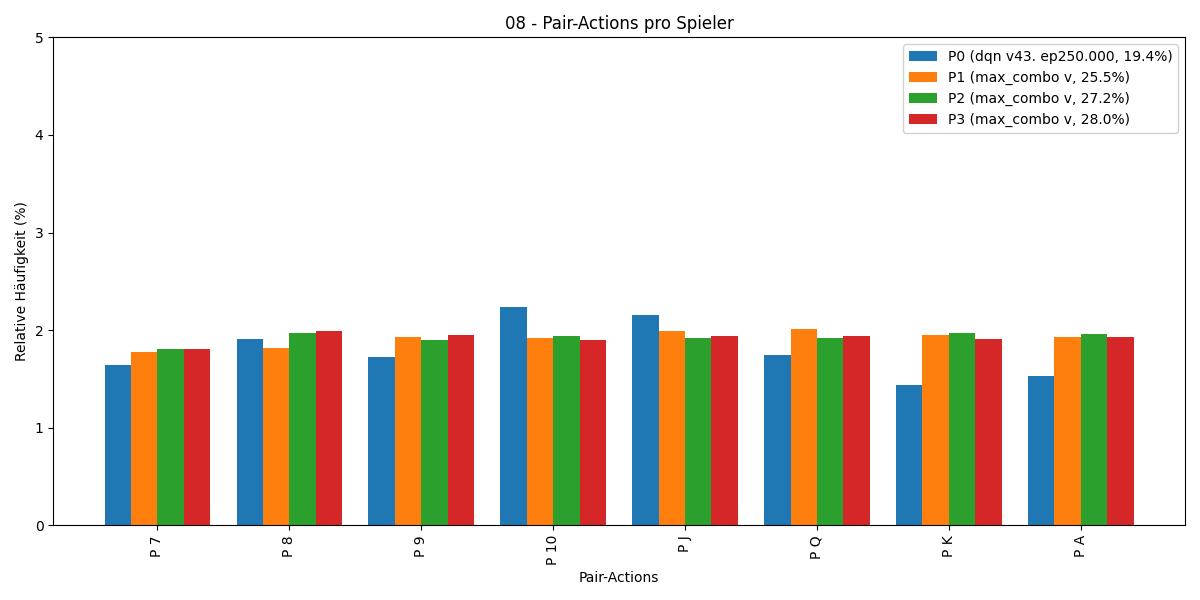 08 - Pair-Actions pro Spieler
P0 (dqn v43. ep250.000, 19.4%)
P1 (max_combo v, 25.5%)
P2 (max_combo v, 27.2%)
P3 (max_combo v, 28.0%)
Relative Häufigkeit (%)
5
4
3
2
1
0
P 7
P 8
P 9
P 10
P J
P Q
P K
P A
Pair-Actions